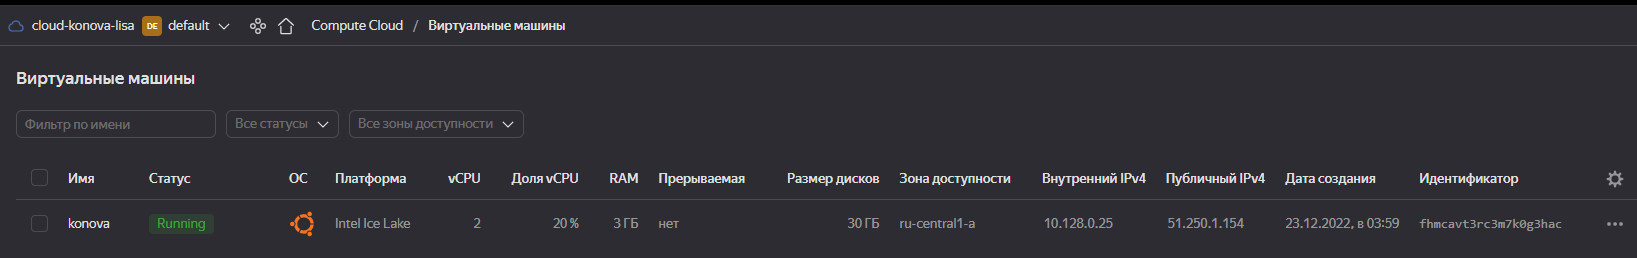 cloud-konova-lisa DE default Compute Cloud / Виртуальные машины
Виртуальные машины
Фильтр по имени Все статусы Все зоны доступности
Имя Статус ОС Платформа vCPU Доля vCPU RAM Прерываемая Размер дисков Зона доступности Внутренний IPv4 Публичный IPv4 Дата создания Идентификатор
konova Running Intel Ice Lake 2 20 % 3 ГБ нет 30 ГБ ru-central1-a 10.128.0.25 51.250.1.154 23.12.2022, в 03:59 fhmcavt3rc3m7k0g3hac